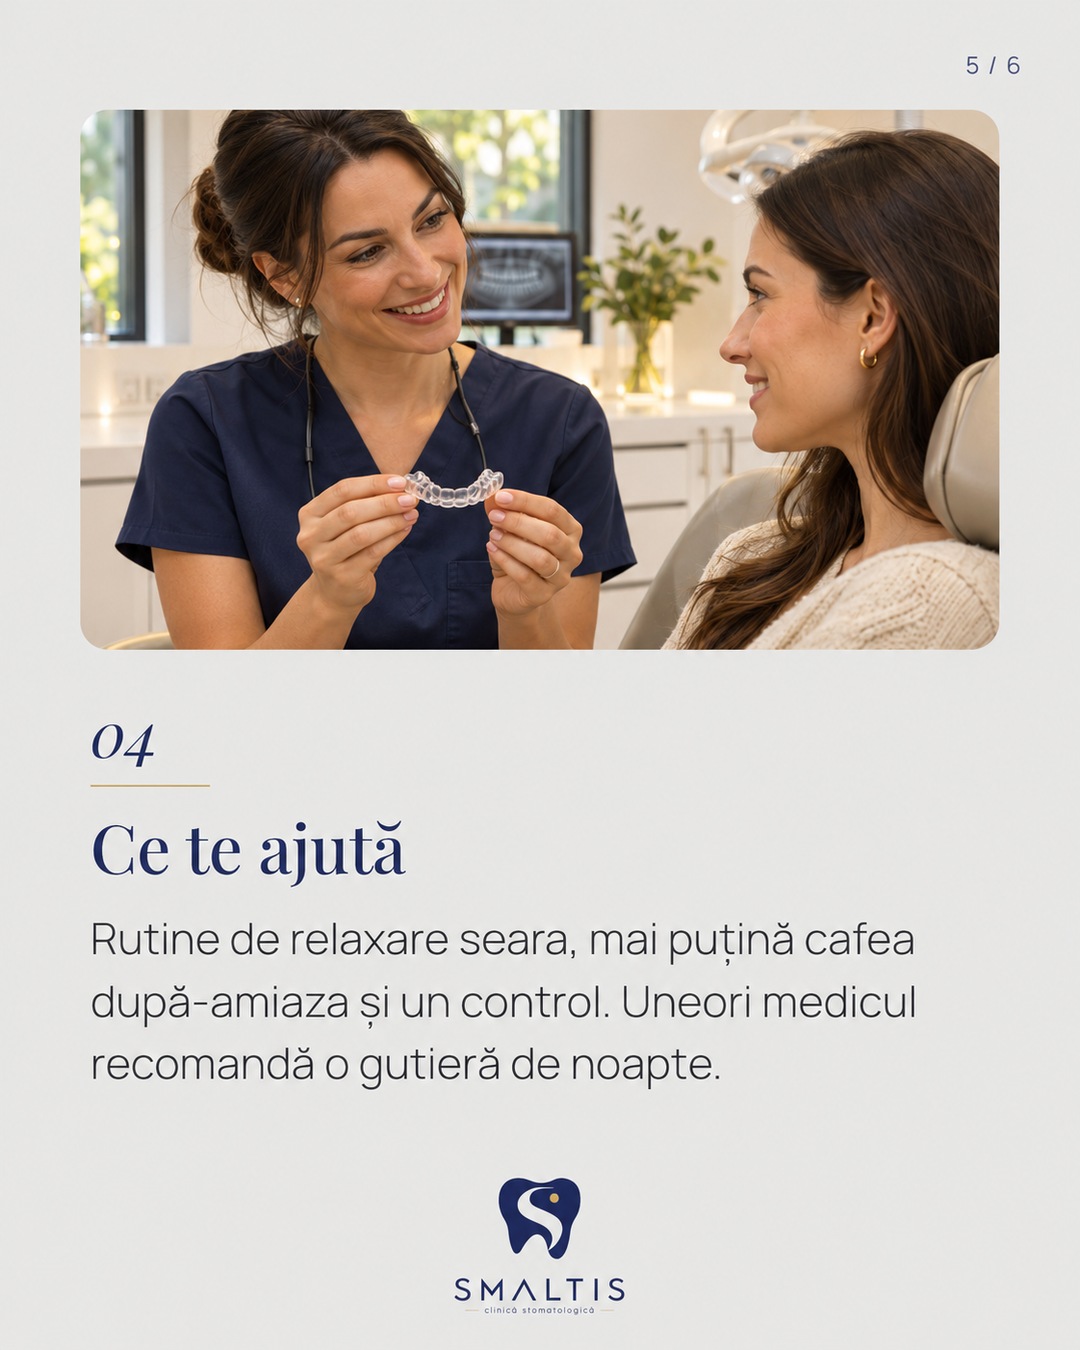 5 / 6
04
Ce te ajută
Rutine de relaxare seara, mai puțină cafea
după-amiaza și un control. Uneori medicul
recomandă o gutieră de noapte.
SMALTIS
clinică stomatologică